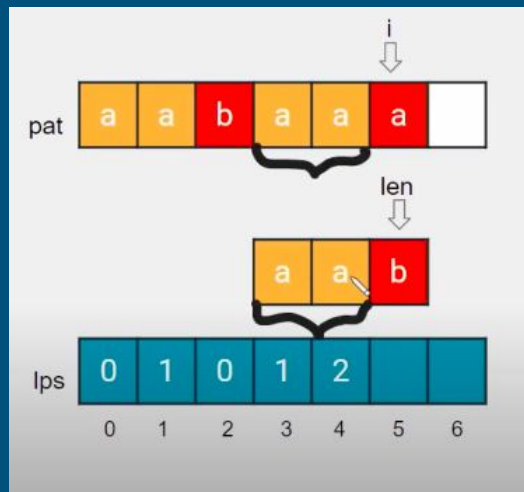 i
pat a a b a a a
len
a a b
lps 0 1 0 1 2
0 1 2 3 4 5 6